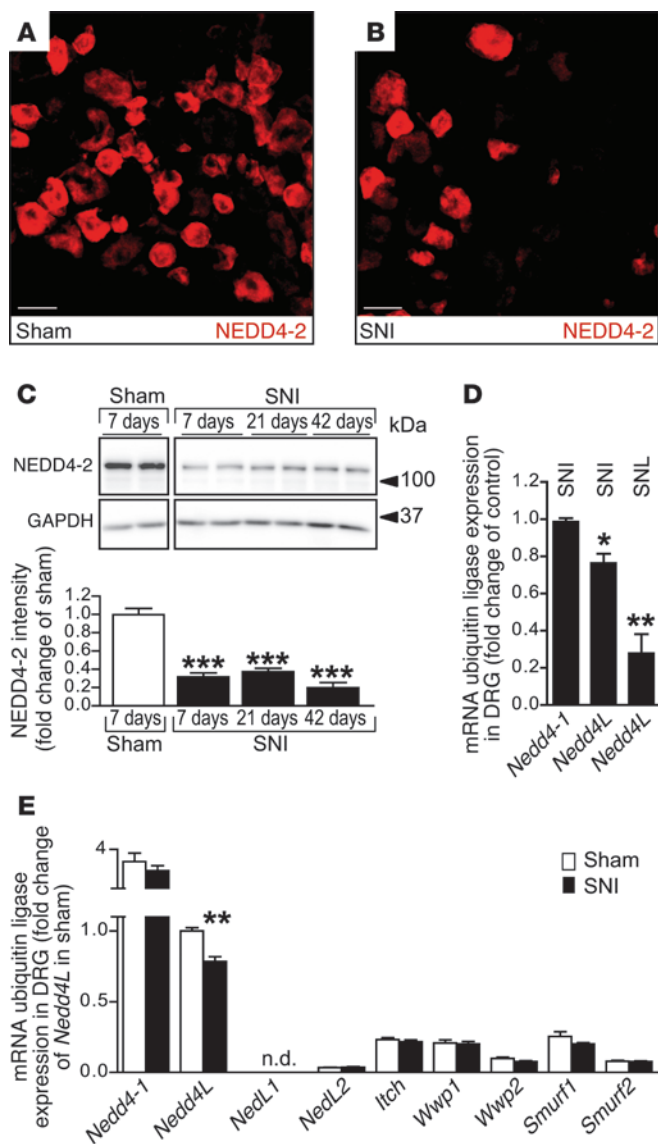 A
B
Sham NEDD4-2
SNI NEDD4-2
C
Sham SNI
7 days 7 days 21 days 42 days kDa
NEDD4-2
100
GAPDH
37
NEDD4-2 intensity
(fold change of sham)
1.2
1.0
0.8
0.6
0.4
0.2
0
*** *** ***
7 days 7 days 21 days 42 days
Sham SNI
D
mRNA ubiquitin ligase expression
in DRG (fold change of control)
1.2
1.0
0.8
0.6
0.4
0.2
0
SNI SNI SNL
*
**
Nedd4-1 Nedd4L Nedd4L
E
mRNA ubiquitin ligase
expression in DRG (fold change
of Nedd4L in sham)
4
1.0
0.5
0.0
**
n.d.
Sham
SNI
Nedd4-1 Nedd4L NedL1 NedL2 Itch Wwp1 Wwp2 Smurf1 Smurf2